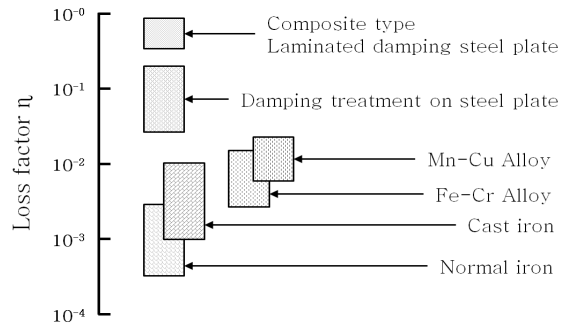 Loss factor η
10⁻⁰
10⁻¹
10⁻²
10⁻³
10⁻⁴
Composite type
Laminated damping steel plate
Damping treatment on steel plate
Mn-Cu Alloy
Fe-Cr Alloy
Cast iron
Normal iron